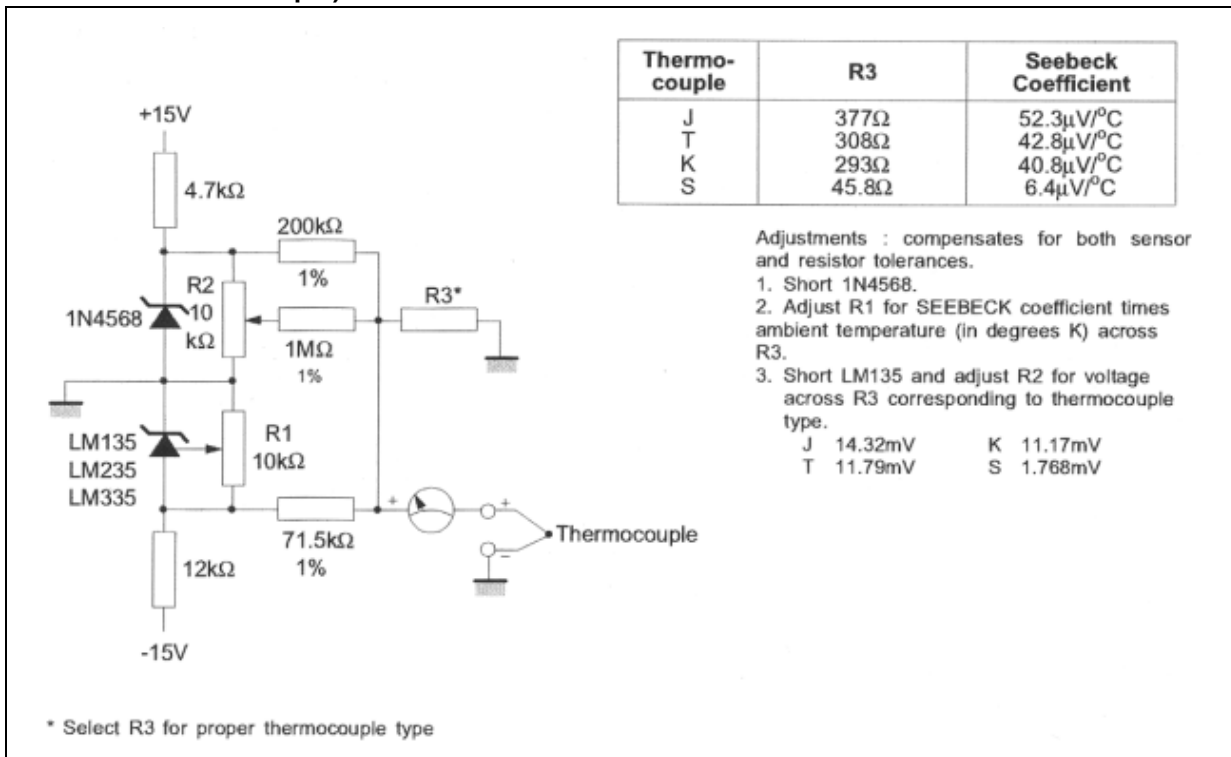 Thermo-
couple
R3
Seebeck
Coefficient
J
377Ω
52.3μV/°C
T
308Ω
42.8μV/°C
K
293Ω
40.8μV/°C
S
45.8Ω
6.4μV/°C
+15V
4.7kΩ
200kΩ
1%
R2
10
kΩ
1N4568
R3*
1MΩ
1%
LM135
LM235
LM335
R1
10kΩ
71.5kΩ
1%
+
+
−
Thermocouple
12kΩ
-15V
Adjustments : compensates for both sensor
and resistor tolerances.
1. Short 1N4568.
2. Adjust R1 for SEEBECK coefficient times
ambient temperature (in degrees K) across
R3.
3. Short LM135 and adjust R2 for voltage
across R3 corresponding to thermocouple
type.
J 14.32mV K 11.17mV
T 11.79mV S 1.768mV
* Select R3 for proper thermocouple type